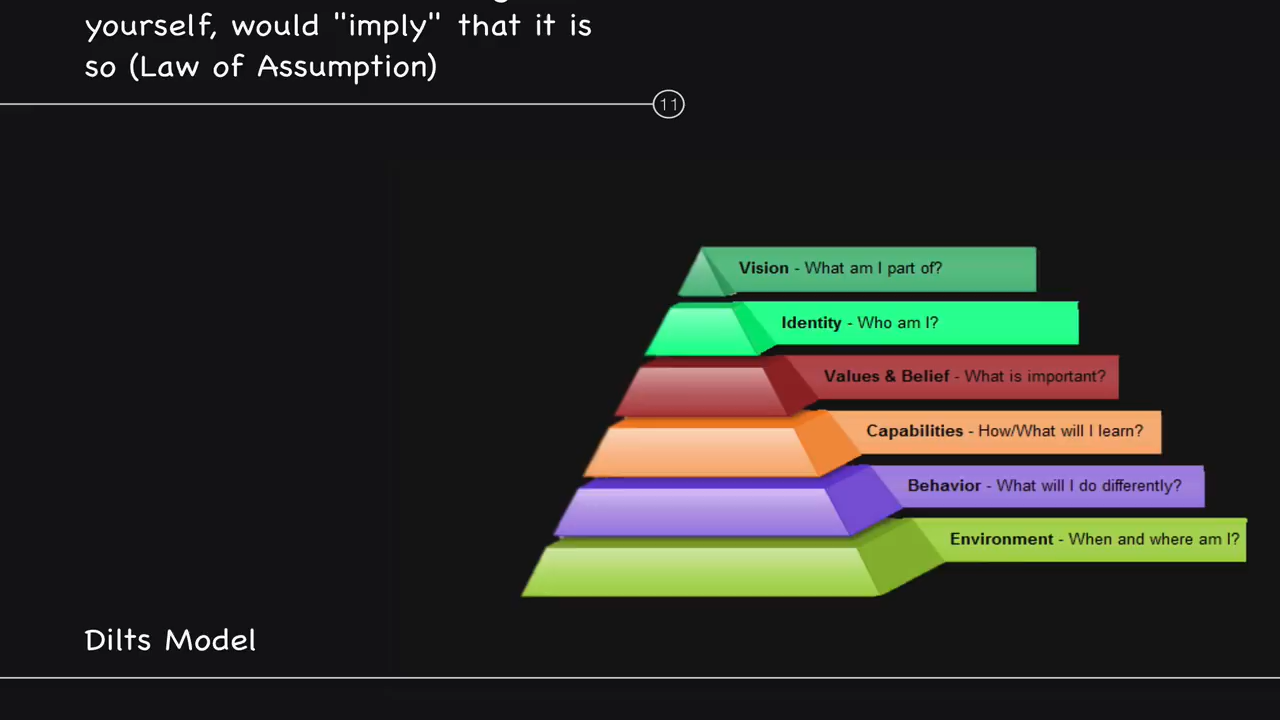 yourself, would "imply" that it is
so (Law of Assumption)
11
Vision - What am I part of?
Identity - Who am I?
Values & Belief - What is important?
Capabilities - How/What will I learn?
Behavior - What will I do differently?
Environment - When and where am I?
Dilts Model